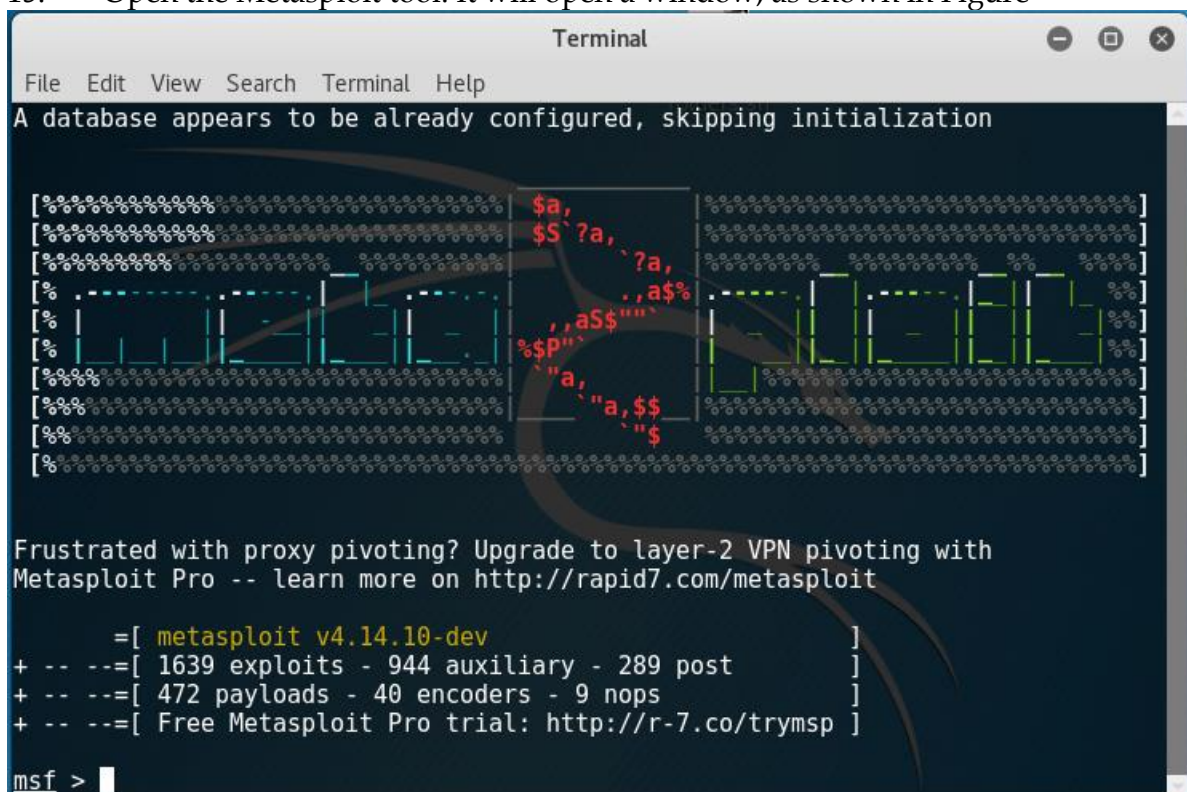 Open the Metasploit tool. It will open a window, as shown in Figure
Terminal
File Edit View Search Terminal Help
A database appears to be already configured, skipping initialization
Frustrated with proxy pivoting? Upgrade to layer-2 VPN pivoting with
Metasploit Pro -- learn more on http://rapid7.com/metasploit
=[ metasploit v4.14.10-dev ]
+ -- --=[ 1639 exploits - 944 auxiliary - 289 post ]
+ -- --=[ 472 payloads - 40 encoders - 9 nops ]
+ -- --=[ Free Metasploit Pro trial: http://r-7.co/trymsp ]
msf >